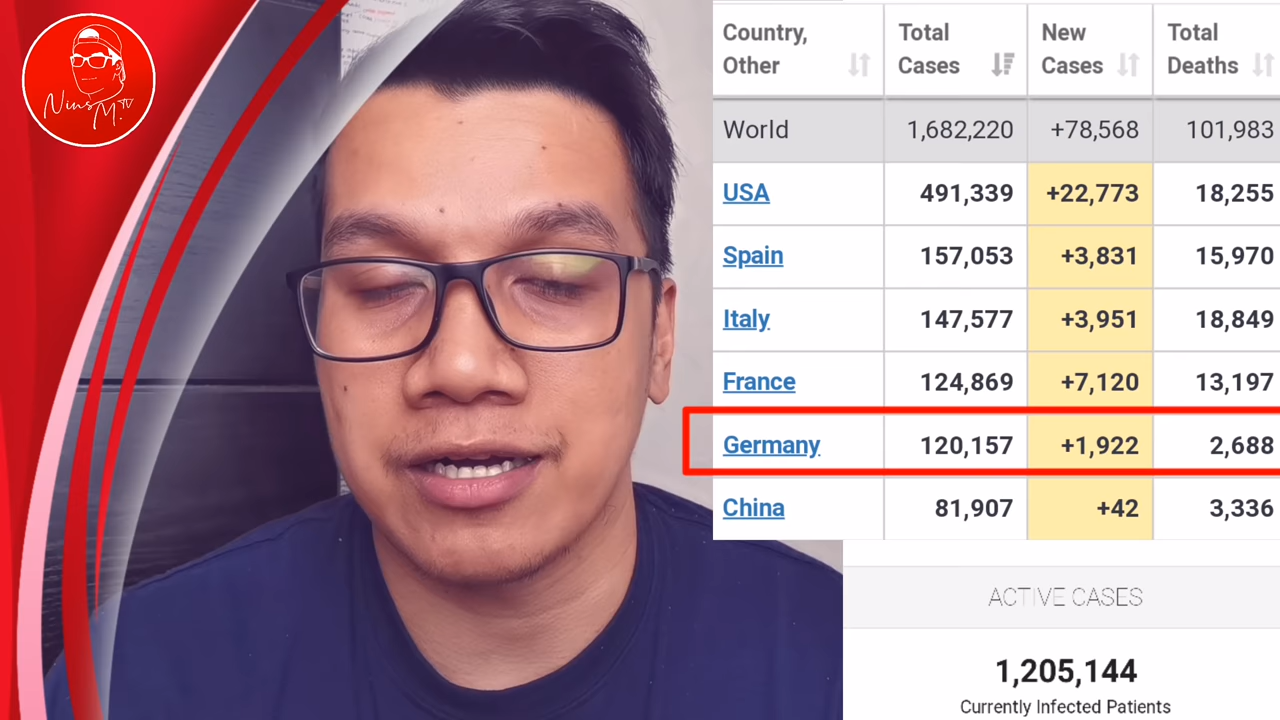 Nins
M. TV
Country, Other Total Cases New Cases Total Deaths
World 1,682,220 +78,568 101,983
USA 491,339 +22,773 18,255
Spain 157,053 +3,831 15,970
Italy 147,577 +3,951 18,849
France 124,869 +7,120 13,197
Germany 120,157 +1,922 2,688
China 81,907 +42 3,336
ACTIVE CASES
1,205,144
Currently Infected Patients